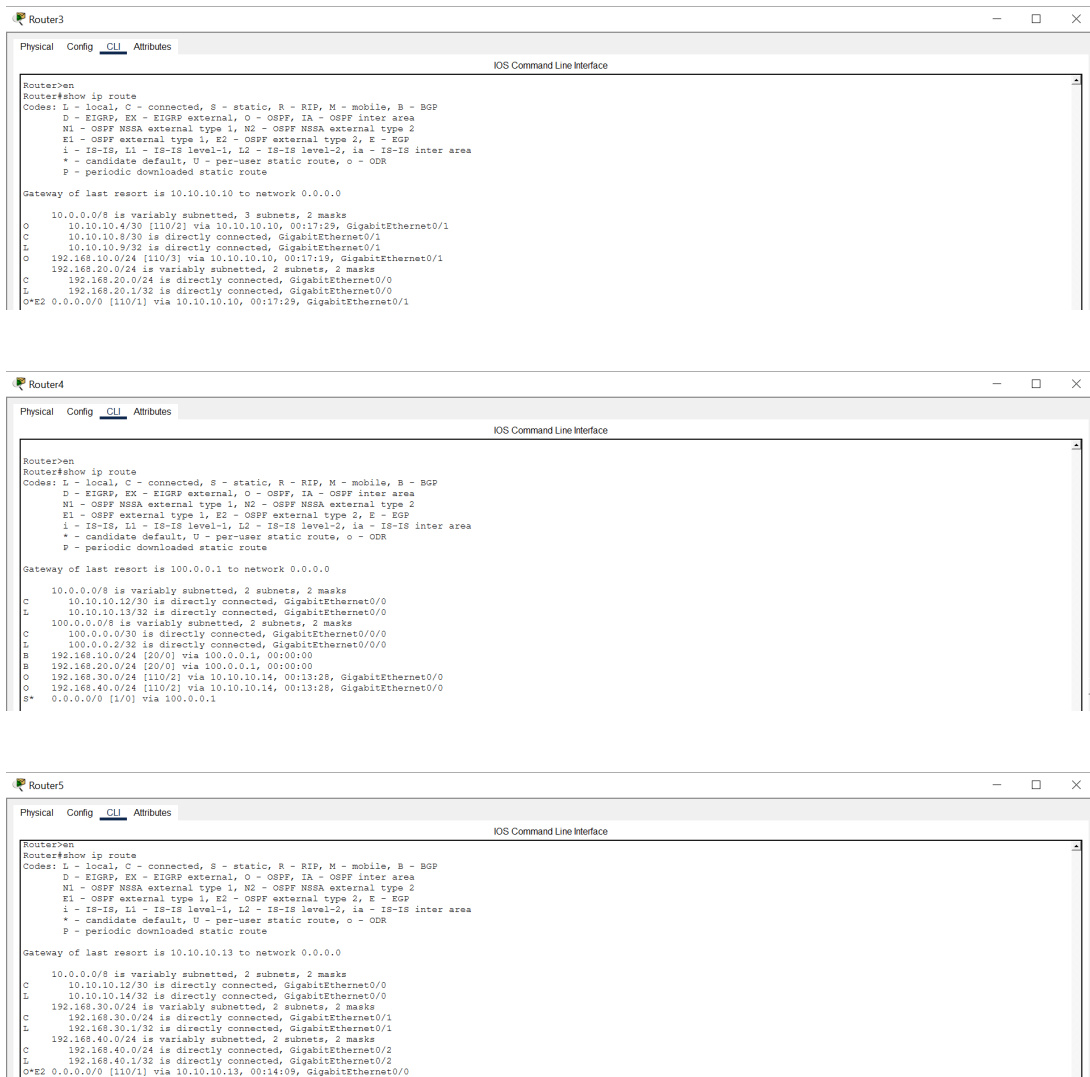 Router3
Physical Config CLI Attributes
IOS Command Line Interface
Router>en
Router#show ip route
Codes: L - local, C - connected, S - static, R - RIP, M - mobile, B - BGP
D - EIGRP, EX - EIGRP external, O - OSPF, IA - OSPF inter area
N1 - OSPF NSSA external type 1, N2 - OSPF NSSA external type 2
E1 - OSPF external type 1, E2 - OSPF external type 2, E - EGP
i - IS-IS, L1 - IS-IS level-1, L2 - IS-IS level-2, ia - IS-IS inter area
* - candidate default, U - per-user static route, o - ODR
P - periodic downloaded static route
Gateway of last resort is 10.10.10.10 to network 0.0.0.0
10.0.0.0/8 is variably subnetted, 3 subnets, 2 masks
O 10.10.10.4/30 [110/2] via 10.10.10.10, 00:17:29, GigabitEthernet0/1
C 10.10.10.8/30 is directly connected, GigabitEthernet0/1
L 10.10.10.9/32 is directly connected, GigabitEthernet0/1
O 192.168.10.0/24 [110/3] via 10.10.10.10, 00:17:19, GigabitEthernet0/1
192.168.20.0/24 is variably subnetted, 2 subnets, 2 masks
C 192.168.20.0/24 is directly connected, GigabitEthernet0/0
L 192.168.20.1/32 is directly connected, GigabitEthernet0/0
O*E2 0.0.0.0/0 [110/1] via 10.10.10.10, 00:17:29, GigabitEthernet0/1
Router4
Physical Config CLI Attributes
IOS Command Line Interface
Router>en
Router#show ip route
Codes: L - local, C - connected, S - static, R - RIP, M - mobile, B - BGP
D - EIGRP, EX - EIGRP external, O - OSPF, IA - OSPF inter area
N1 - OSPF NSSA external type 1, N2 - OSPF NSSA external type 2
E1 - OSPF external type 1, E2 - OSPF external type 2, E - EGP
i - IS-IS, L1 - IS-IS level-1, L2 - IS-IS level-2, ia - IS-IS inter area
* - candidate default, U - per-user static route, o - ODR
P - periodic downloaded static route
Gateway of last resort is 100.0.0.1 to network 0.0.0.0
10.0.0.0/8 is variably subnetted, 2 subnets, 2 masks
C 10.10.10.12/30 is directly connected, GigabitEthernet0/0
L 10.10.10.13/32 is directly connected, GigabitEthernet0/0
100.0.0.0/8 is variably subnetted, 2 subnets, 2 masks
C 100.0.0.0/30 is directly connected, GigabitEthernet0/0/0
L 100.0.0.2/32 is directly connected, GigabitEthernet0/0/0
B 192.168.10.0/24 [20/0] via 100.0.0.1, 00:00:00
B 192.168.20.0/24 [20/0] via 100.0.0.1, 00:00:00
O 192.168.30.0/24 [110/2] via 10.10.10.14, 00:13:28, GigabitEthernet0/0
O 192.168.40.0/24 [110/2] via 10.10.10.14, 00:13:28, GigabitEthernet0/0
S* 0.0.0.0/0 [1/0] via 100.0.0.1
Router5
Physical Config CLI Attributes
IOS Command Line Interface
Router>en
Router#show ip route
Codes: L - local, C - connected, S - static, R - RIP, M - mobile, B - BGP
D - EIGRP, EX - EIGRP external, O - OSPF, IA - OSPF inter area
N1 - OSPF NSSA external type 1, N2 - OSPF NSSA external type 2
E1 - OSPF external type 1, E2 - OSPF external type 2, E - EGP
i - IS-IS, L1 - IS-IS level-1, L2 - IS-IS level-2, ia - IS-IS inter area
* - candidate default, U - per-user static route, o - ODR
P - periodic downloaded static route
Gateway of last resort is 10.10.10.13 to network 0.0.0.0
10.0.0.0/8 is variably subnetted, 2 subnets, 2 masks
C 10.10.10.12/30 is directly connected, GigabitEthernet0/0
L 10.10.10.14/32 is directly connected, GigabitEthernet0/0
192.168.30.0/24 is variably subnetted, 2 subnets, 2 masks
C 192.168.30.0/24 is directly connected, GigabitEthernet0/1
L 192.168.30.1/32 is directly connected, GigabitEthernet0/1
192.168.40.0/24 is variably subnetted, 2 subnets, 2 masks
C 192.168.40.0/24 is directly connected, GigabitEthernet0/2
L 192.168.40.1/32 is directly connected, GigabitEthernet0/2
O*E2 0.0.0.0/0 [110/1] via 10.10.10.13, 00:14:09, GigabitEthernet0/0